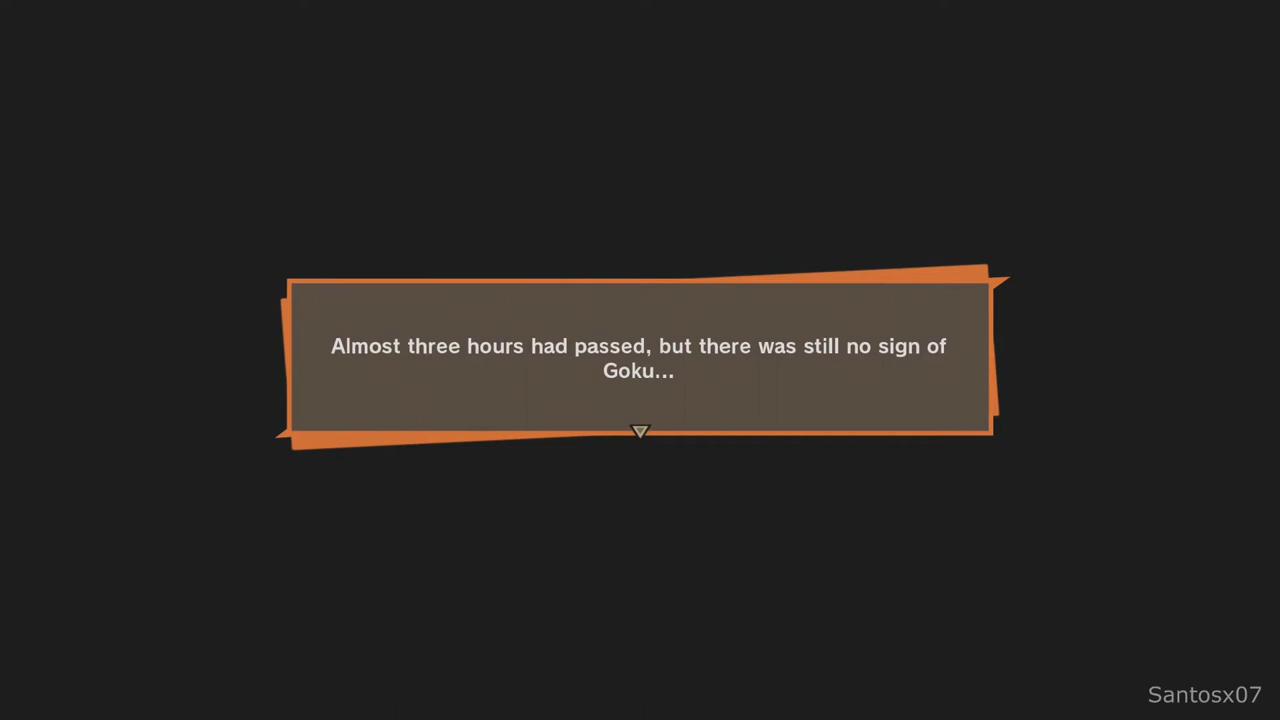 Almost three hours had passed, but there was still no sign of
Goku...
Santosx07